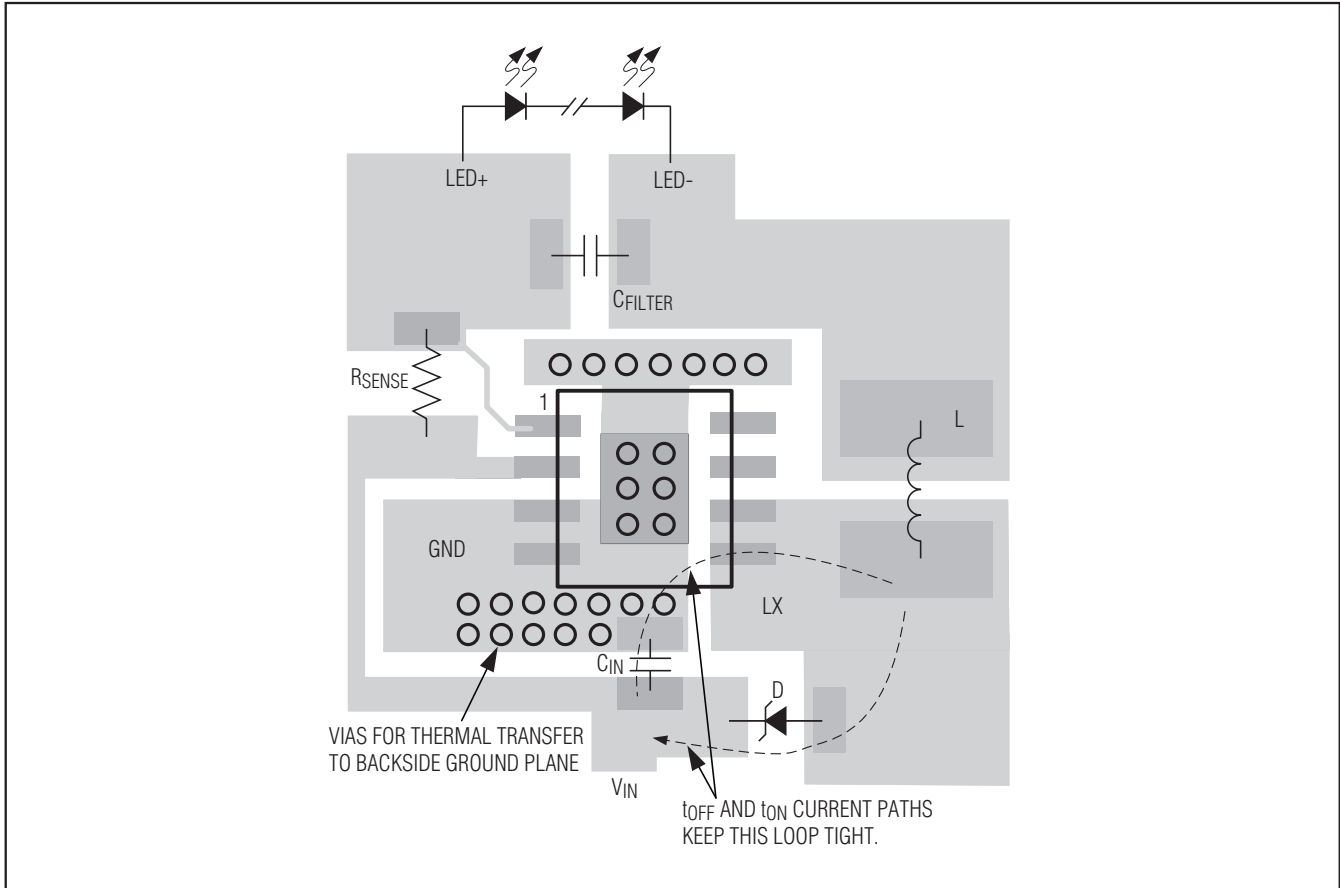 LED+
LED-
CFILTER
RSENSE
1
L
GND
LX
CIN
D
VIAS FOR THERMAL TRANSFER
TO BACKSIDE GROUND PLANE
VIN
tOFF AND tON CURRENT PATHS
KEEP THIS LOOP TIGHT.